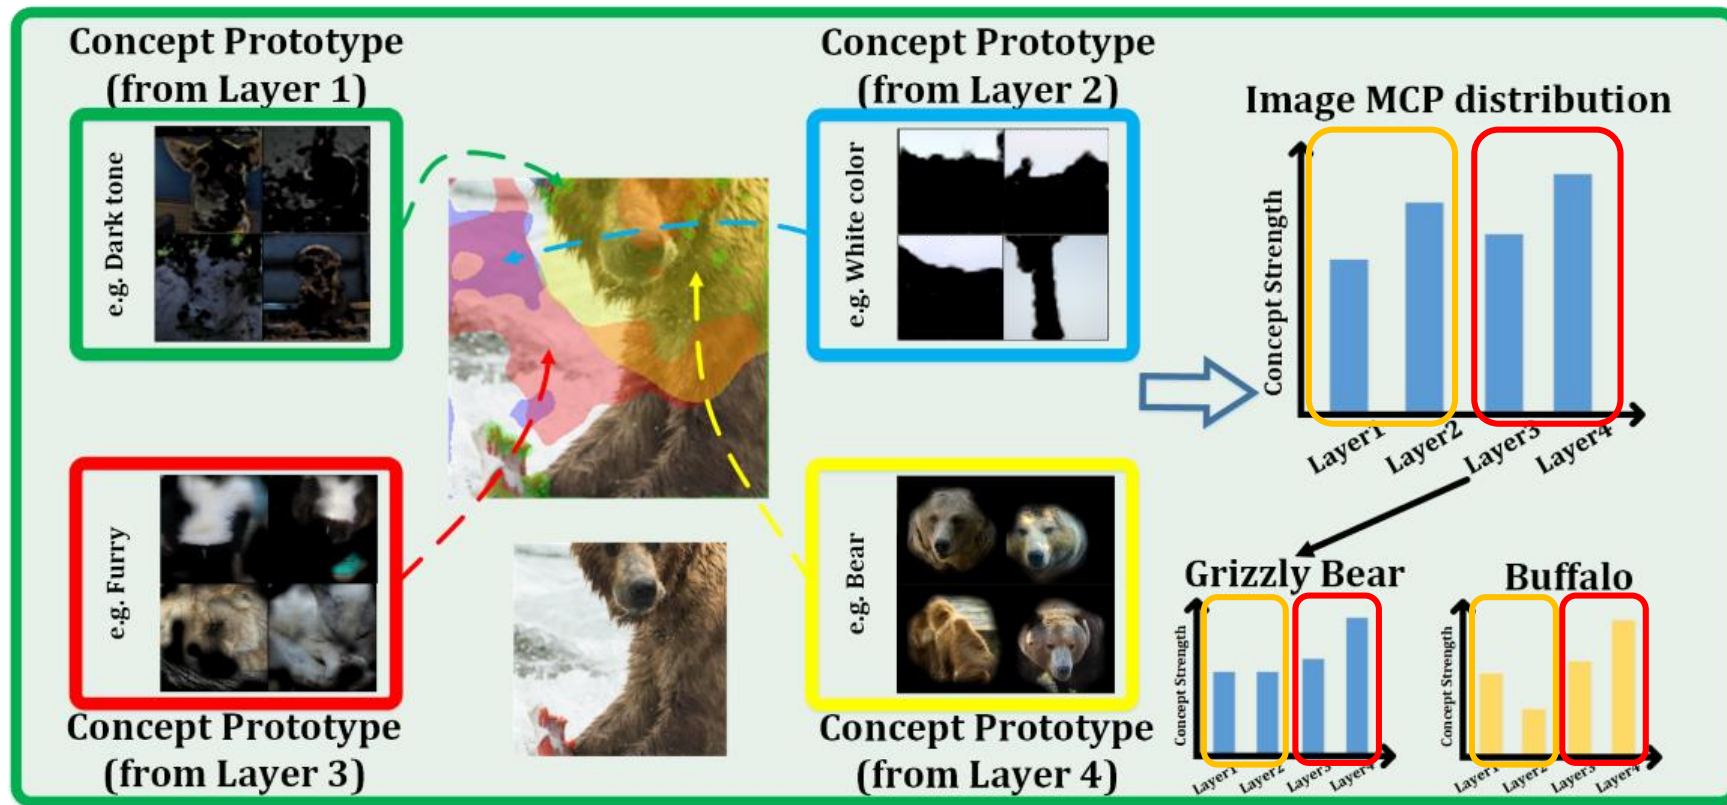 Concept Prototype
(from Layer 1)
e.g. Dark tone
Concept Prototype
(from Layer 2)
e.g. White color
Image MCP distribution
Concept Strength
Layer1
Layer2
Layer3
Layer4
e.g. Furry
Concept Prototype
(from Layer 3)
e.g. Bear
Concept Prototype
(from Layer 4)
Grizzly Bear
Concept Strength
Layer1
Layer2
Layer3
Layer4
Buffalo
Concept Strength
Layer1
Layer2
Layer3
Layer4